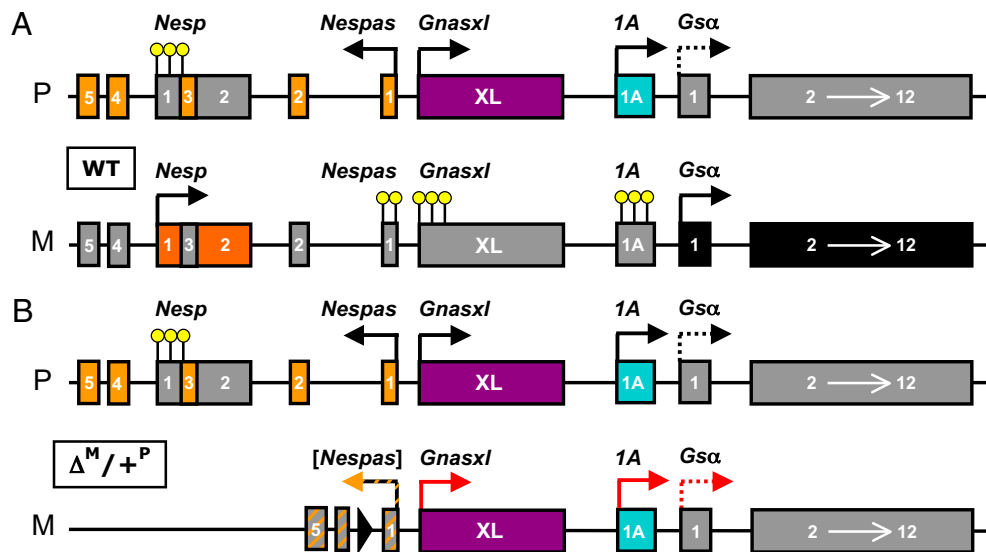 A
Nesp Nespas Gnasxl 1A Gsα
P 5 4 1 3 2 2 1 XL 1A 1 2 12
WT
Nesp Nespas Gnasxl 1A Gsα
M 5 4 1 3 2 2 1 XL 1A 1 2 12
B
Nesp Nespas Gnasxl 1A Gsα
P 5 4 1 3 2 2 1 XL 1A 1 2 12
Δᴹ/+ᴾ
[Nespas] Gnasxl 1A Gsα
M 5 1 XL 1A 1 2 12